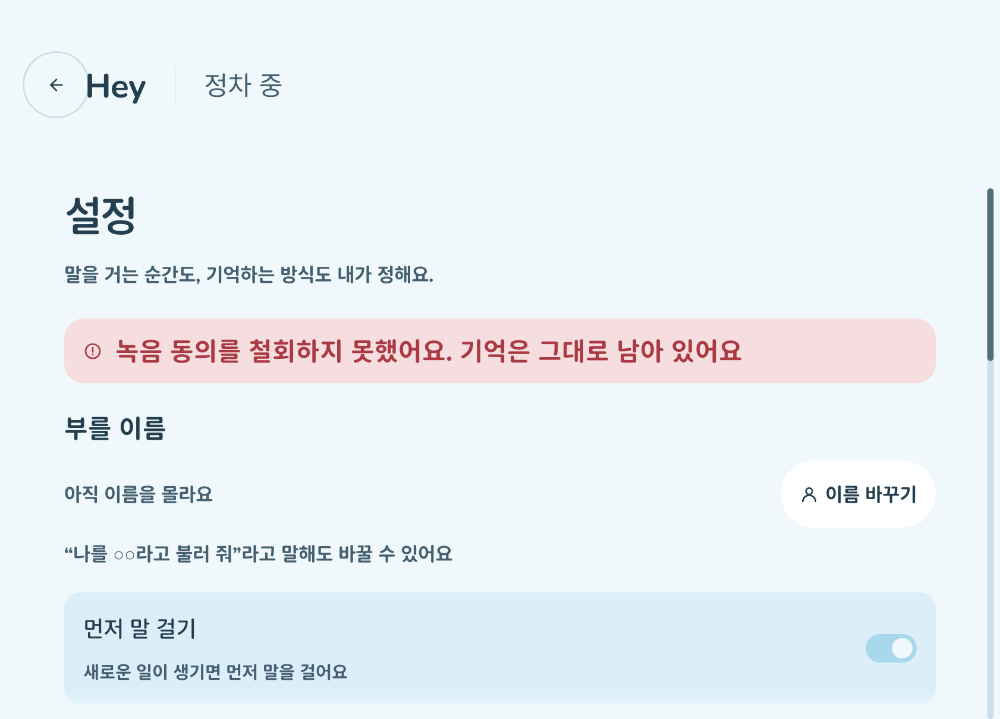 Hey
정차 중
설정
말을 거는 순간도, 기억하는 방식도 내가 정해요.
녹음 동의를 철회하지 못했어요. 기억은 그대로 남아 있어요
부를 이름
아직 이름을 몰라요
이름 바꾸기
“나를 ○○라고 불러 줘”라고 말해도 바꿀 수 있어요
먼저 말 걸기
새로운 일이 생기면 먼저 말을 걸어요